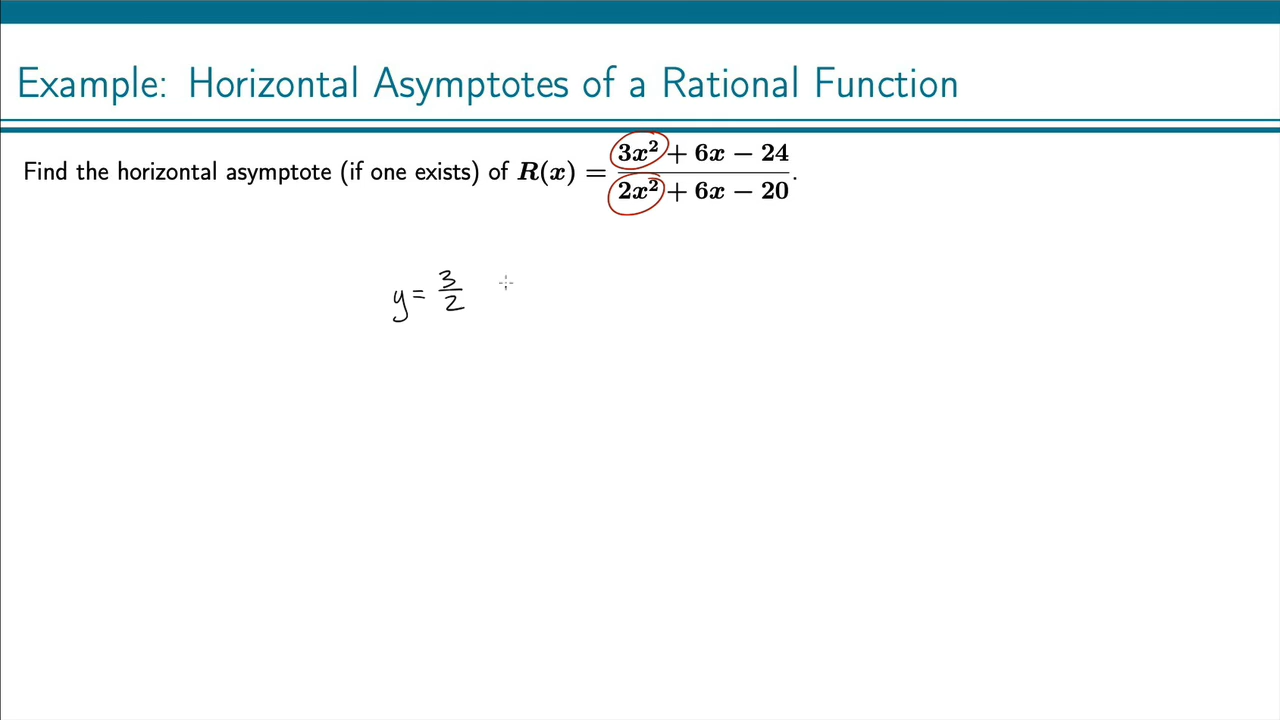 Example: Horizontal Asymptotes of a Rational Function
Find the horizontal asymptote (if one exists) of R(x) = (3x² + 6x − 24)/(2x² + 6x − 20).
y = 3/2